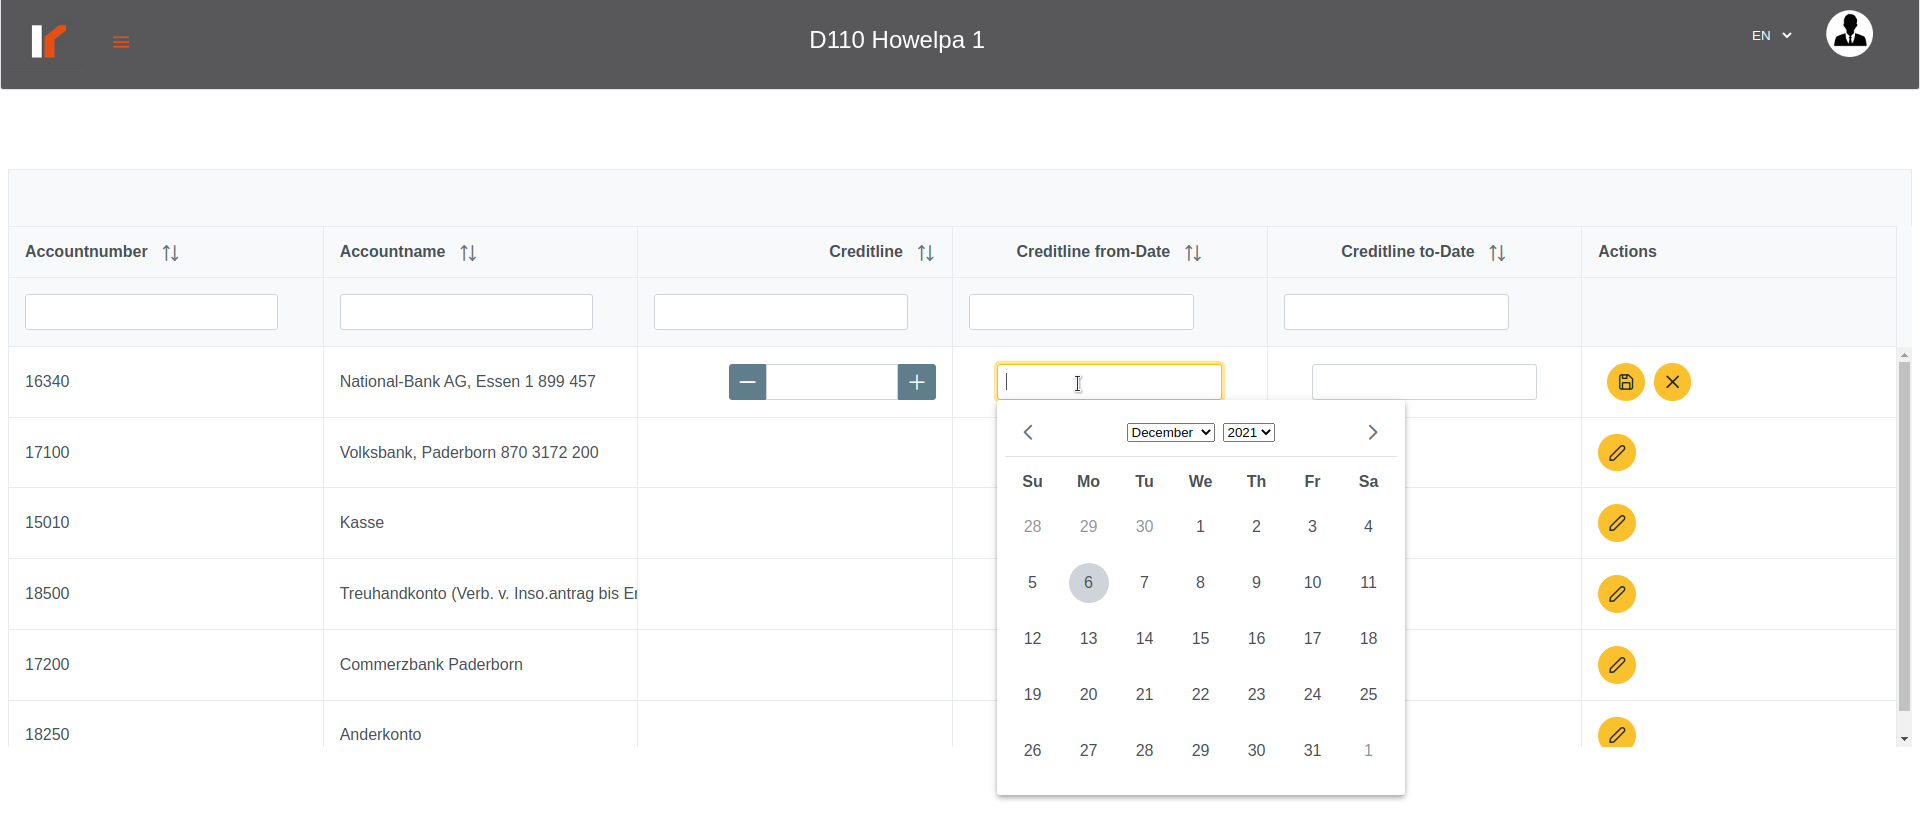 D110 Howelpa 1
EN
Accountnumber Accountname Creditline Creditline from-Date Creditline to-Date Actions
16340 National-Bank AG, Essen 1 899 457
17100 Volksbank, Paderborn 870 3172 200
15010 Kasse
18500 Treuhandkonto (Verb. v. Inso.antrag bis Er
17200 Commerzbank Paderborn
18250 Anderkonto
December 2021
Su Mo Tu We Th Fr Sa
28 29 30 1 2 3 4
5 6 7 8 9 10 11
12 13 14 15 16 17 18
19 20 21 22 23 24 25
26 27 28 29 30 31 1